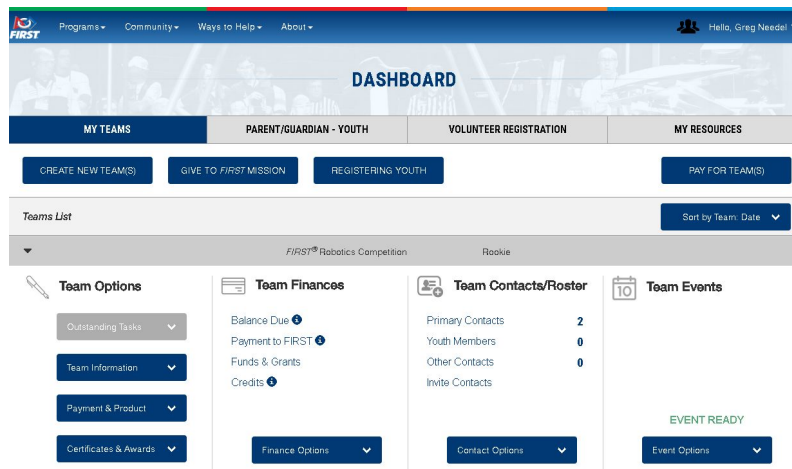 FIRST
Programs Community Ways to Help About Hello, Greg Needel
DASHBOARD
MY TEAMS PARENT/GUARDIAN - YOUTH VOLUNTEER REGISTRATION MY RESOURCES
CREATE NEW TEAM(S) GIVE TO FIRST MISSION REGISTERING YOUTH PAY FOR TEAM(S)
Teams List Sort by Team: Date
FIRST® Robotics Competition Rookie
Team Options
Outstanding Tasks
Team Information
Payment & Product
Certificates & Awards
Team Finances
Balance Due
Payment to FIRST
Funds & Grants
Credits
Finance Options
Team Contacts/Roster
Primary Contacts 2
Youth Members 0
Other Contacts 0
Invite Contacts
Contact Options
10 Team Events
EVENT READY
Event Options